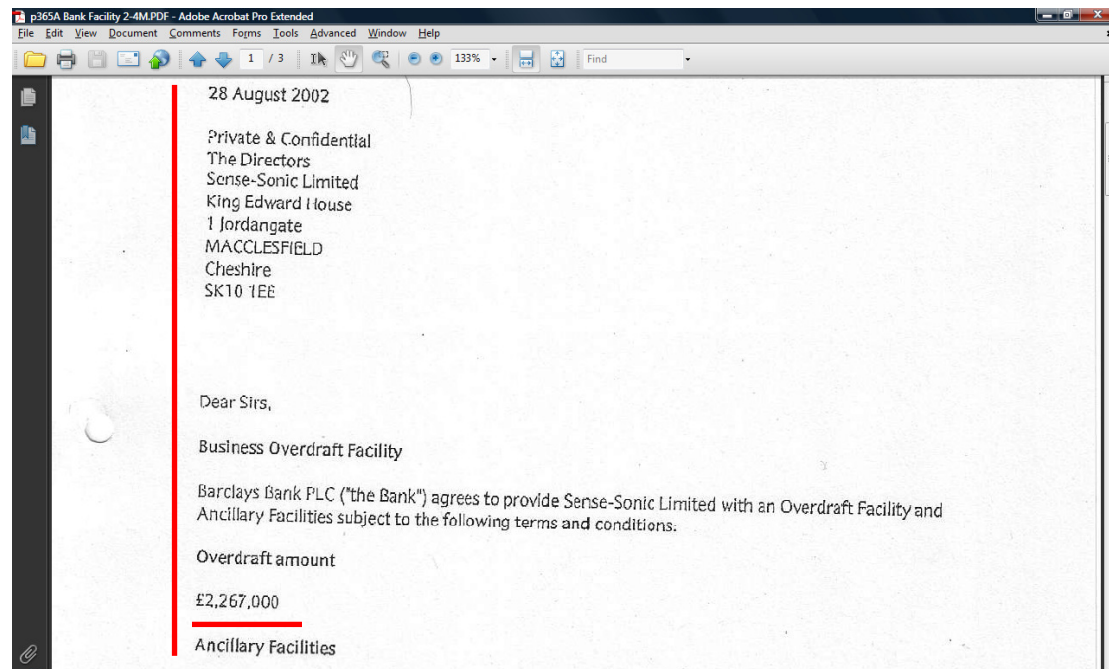 p365A Bank Facility 2-4M.PDF - Adobe Acrobat Pro Extended
File Edit View Document Comments Forms Tools Advanced Window Help
1 / 3 133% Find
28 August 2002
Private & Confidential
The Directors
Sense-Sonic Limited
King Edward House
1 Jordangate
MACCLESFIELD
Cheshire
SK10 1EE
Dear Sirs,
Business Overdraft Facility
Barclays Bank PLC ("the Bank") agrees to provide Sense-Sonic Limited with an Overdraft Facility and
Ancillary Facilities subject to the following terms and conditions.
Overdraft amount
£2,267,000
Ancillary Facilities